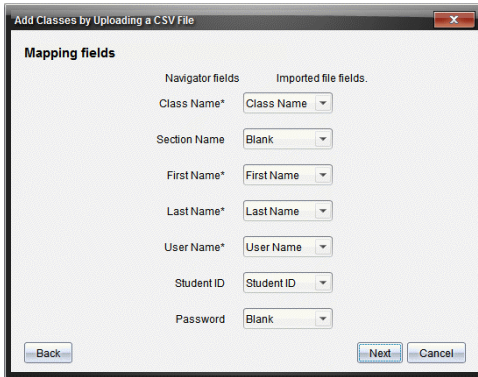 Add Classes by Uploading a CSV File
x
Mapping fields
Navigator fields Imported file fields.
Class Name* Class Name
Section Name Blank
First Name* First Name
Last Name* Last Name
User Name* User Name
Student ID Student ID
Password Blank
Back Next Cancel